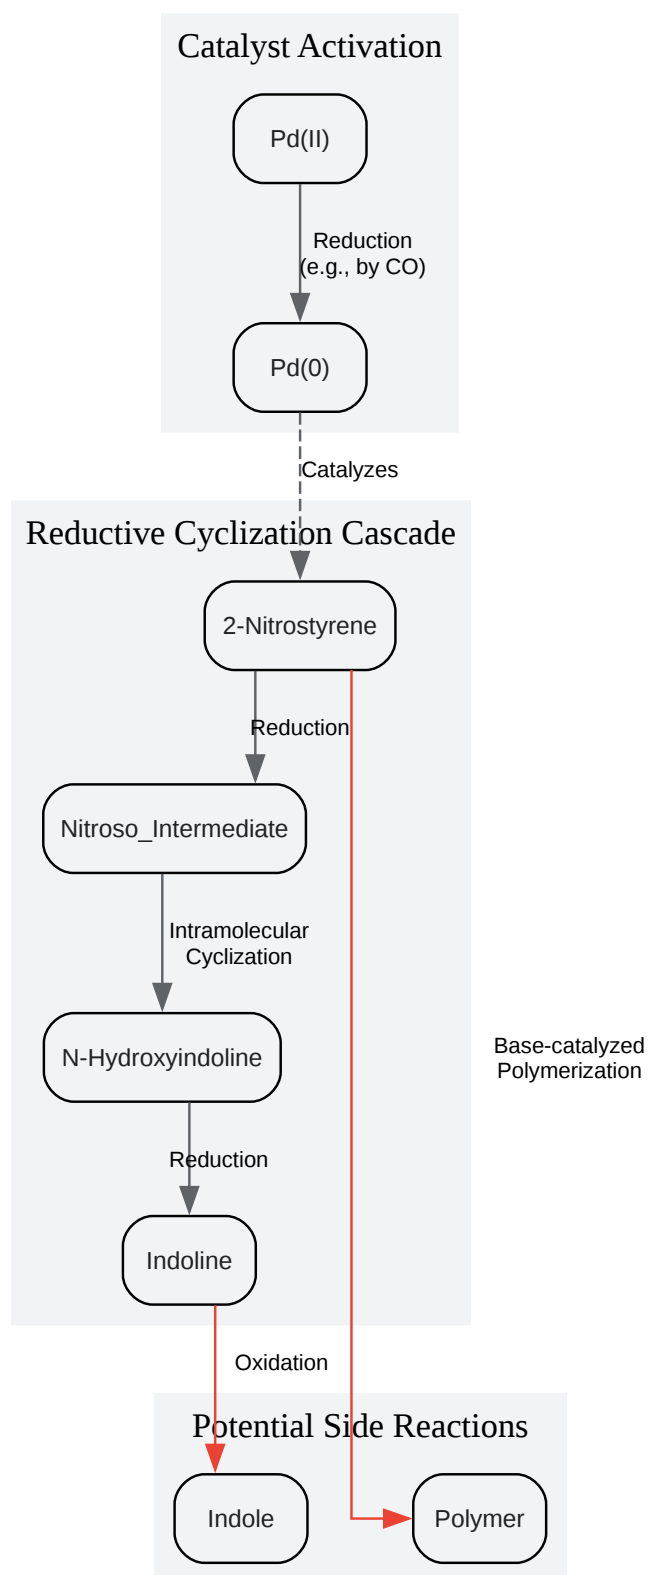 Catalyst Activation
Pd(II)
Reduction
(e.g., by CO)
Pd(0)
Catalyzes
Reductive Cyclization Cascade
2-Nitrostyrene
Reduction
Nitroso_Intermediate
Intramolecular
Cyclization
N-Hydroxyindoline
Base-catalyzed
Polymerization
Reduction
Indoline
Oxidation
Potential Side Reactions
Indole
Polymer